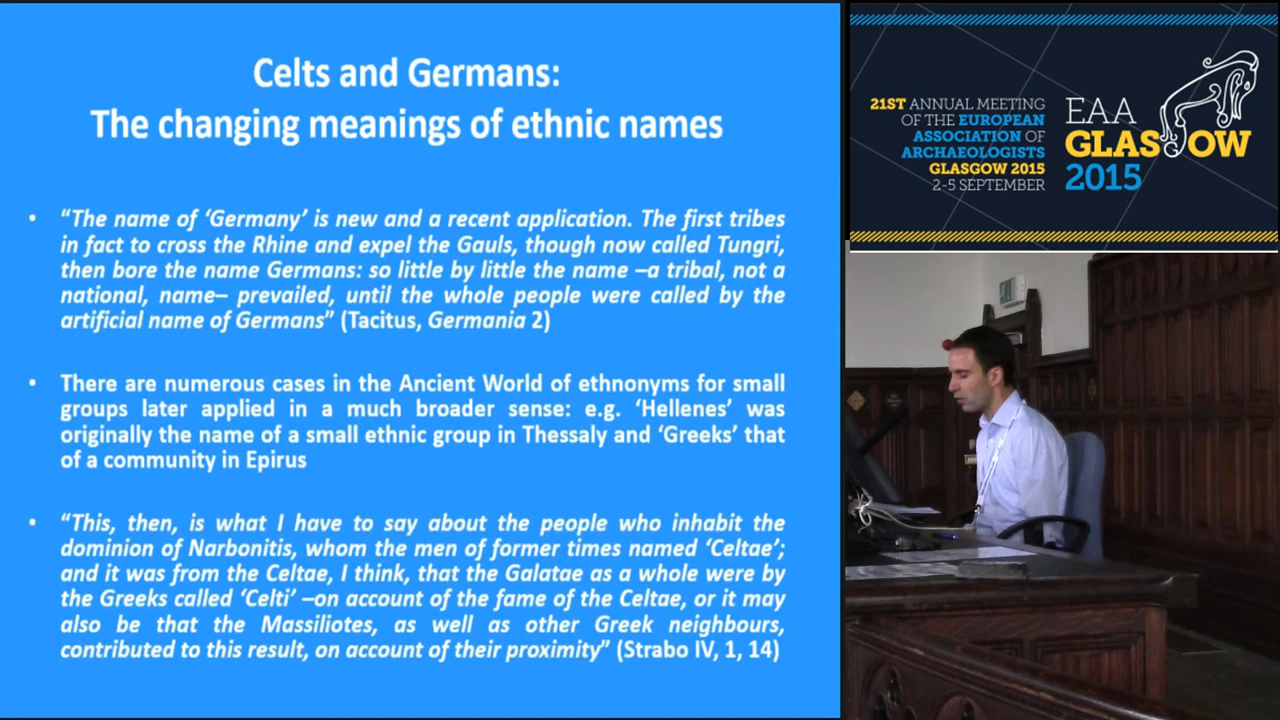 Celts and Germans:
The changing meanings of ethnic names
• “The name of ‘Germany’ is new and a recent application. The first tribes
in fact to cross the Rhine and expel the Gauls, though now called Tungri,
then bore the name Germans: so little by little the name –a tribal, not a
national, name– prevailed, until the whole people were called by the
artificial name of Germans” (Tacitus, Germania 2)
• There are numerous cases in the Ancient World of ethnonyms for small
groups later applied in a much broader sense: e.g. ‘Hellenes’ was
originally the name of a small ethnic group in Thessaly and ‘Greeks’ that
of a community in Epirus
• “This, then, is what I have to say about the people who inhabit the
dominion of Narbonitis, whom the men of former times named ‘Celtae’;
and it was from the Celtae, I think, that the Galatae as a whole were by
the Greeks called ‘Celti’ –on account of the fame of the Celtae, or it may
also be that the Massiliotes, as well as other Greek neighbours,
contributed to this result, on account of their proximity” (Strabo IV, 1, 14)
21ST ANNUAL MEETING
OF THE EUROPEAN
ASSOCIATION OF
ARCHAEOLOGISTS
GLASGOW 2015
2-5 SEPTEMBER
EAA
GLASGOW
2015